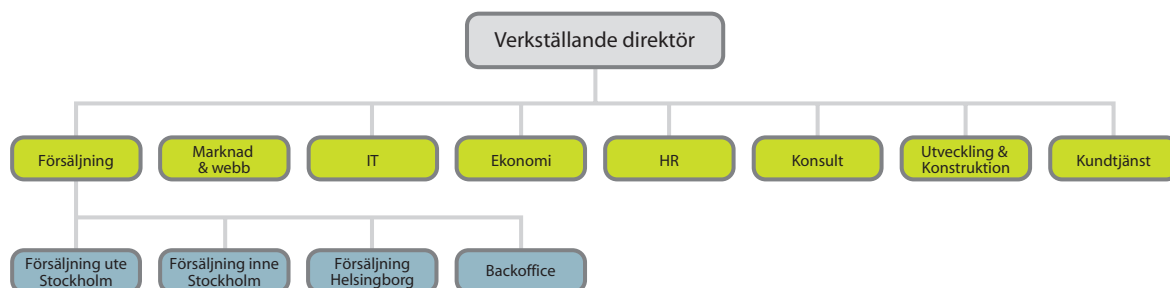 Verkställande direktör
Försäljning
Marknad
& webb
IT
Ekonomi
HR
Konsult
Utveckling &
Konstruktion
Kundtjänst
Försäljning ute
Stockholm
Försäljning inne
Stockholm
Försäljning
Helsingborg
Backoffice